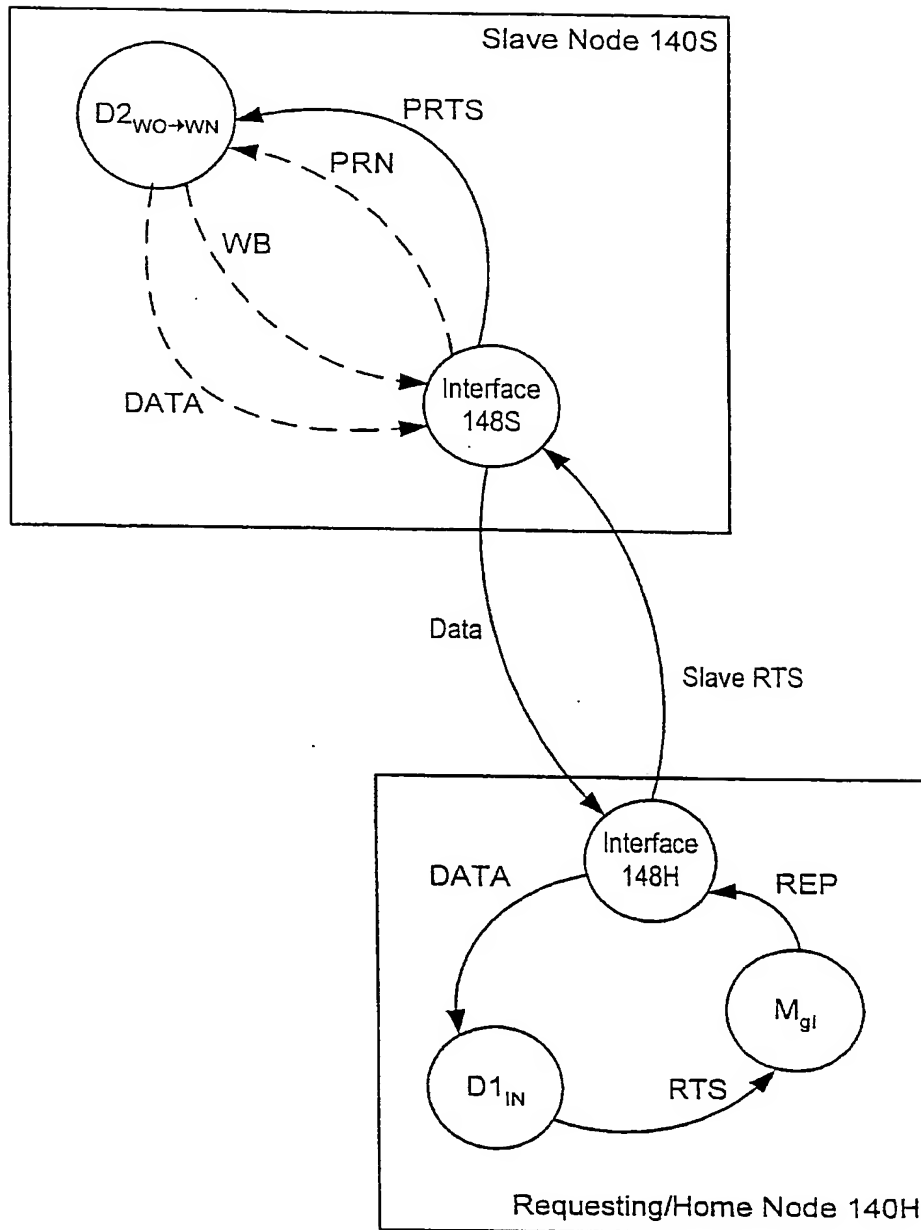 Slave Node 140S
D2WO→WN
PRTS
PRN
WB
DATA
Interface
148S
Data
Slave RTS
Interface
148H
DATA
REP
Mgl
D1IN
RTS
Requesting/Home Node 140H